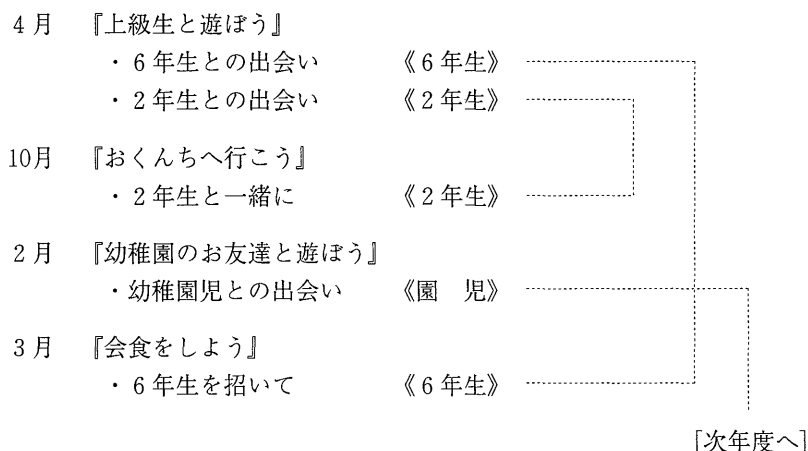 4月 『上級生と遊ぼう』
・6年生との出会い 《6年生》
・2年生との出会い 《2年生》
10月 『おくんちへ行こう』
・2年生と一緒に 《2年生》
2月 『幼稚園のお友達と遊ぼう』
・幼稚園児との出会い 《園 児》
3月 『会食をしよう』
・6年生を招いて 《6年生》
[次年度へ]